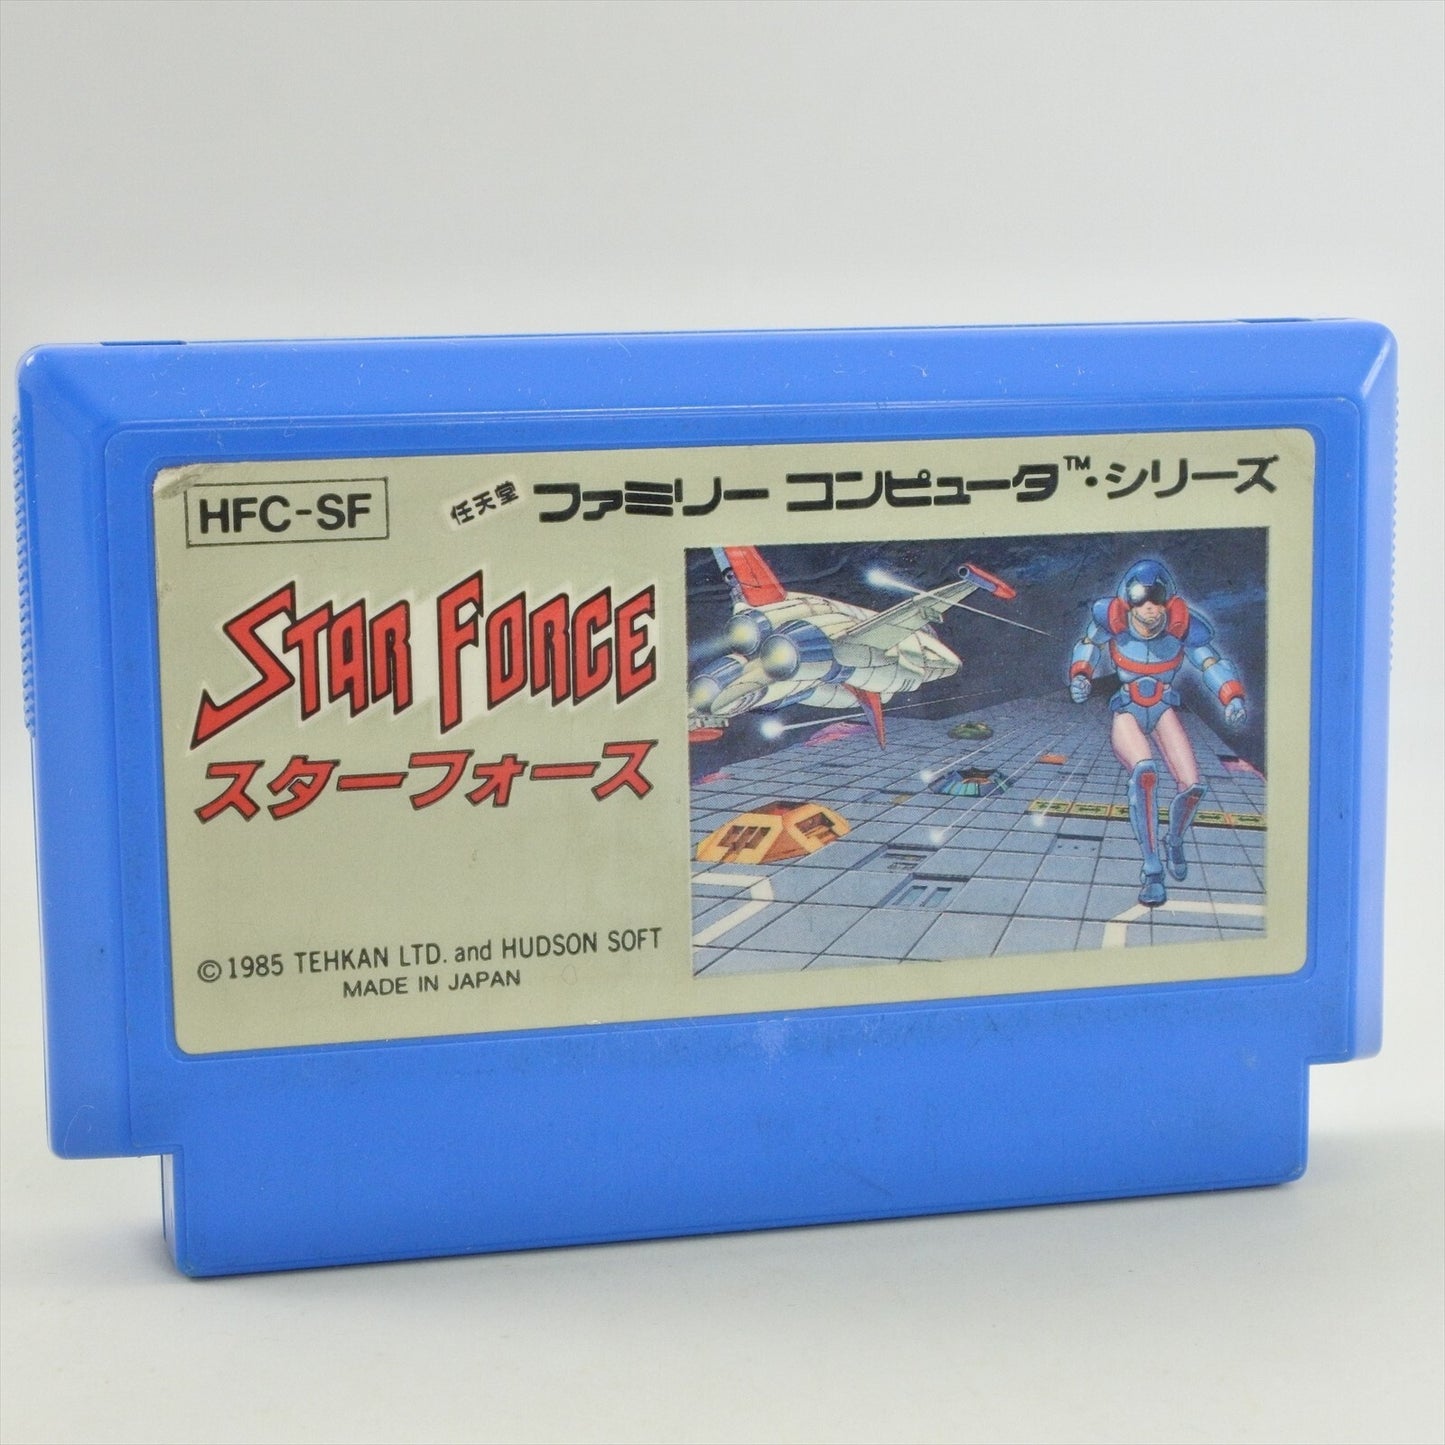 HFC-SF
任天堂 ファミリー コンピュータ™・シリーズ
STAR FORCE
スターフォース
©1985 TEHKAN LTD. and HUDSON SOFT
MADE IN JAPAN